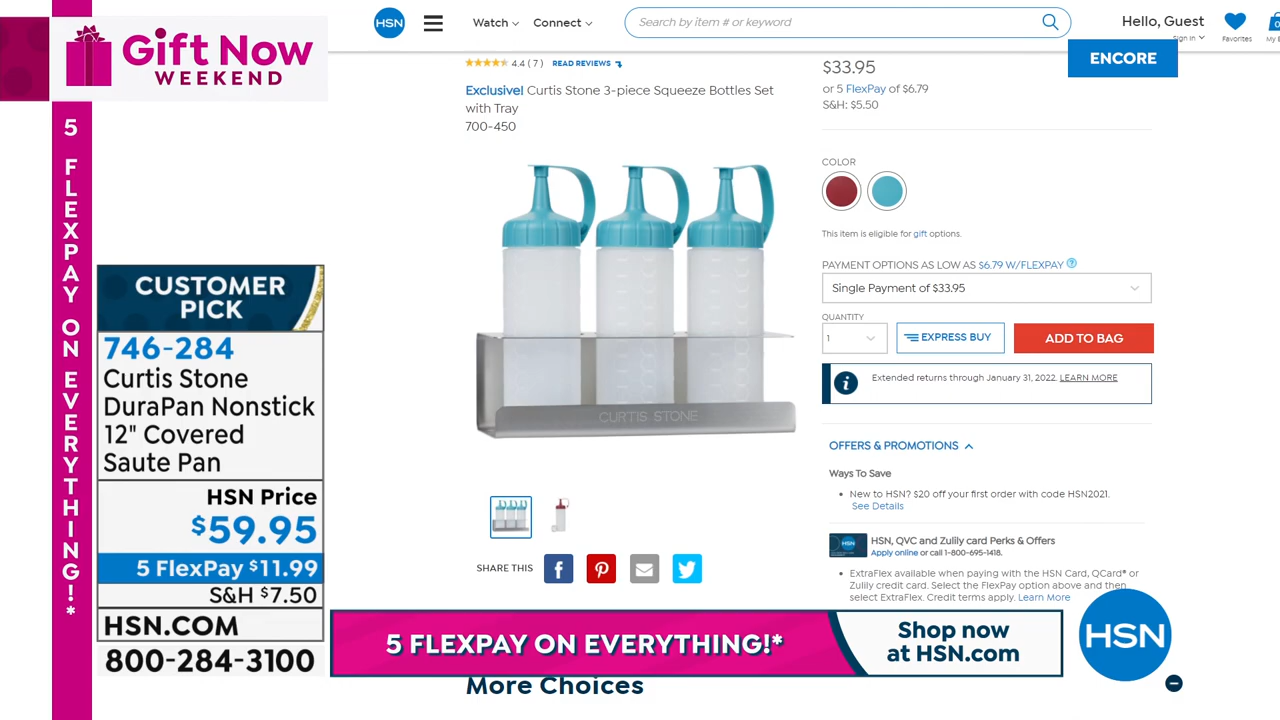 Gift Now
WEEKEND
5 FLEXPAY ON EVERYTHING!*
CUSTOMER
PICK
746-284
Curtis Stone
DuraPan Nonstick
12" Covered
Saute Pan
HSN Price
$59.95
5 FlexPay $11.99
S&H $7.50
HSN.COM
800-284-3100
HSN
Watch
Connect
Search by item # or keyword
Hello, Guest
Sign In
Favorites
0
ENCORE
4.4 ( 7 ) READ REVIEWS
Exclusive! Curtis Stone 3-piece Squeeze Bottles Set
with Tray
700-450
CURTIS STONE
SHARE THIS
$33.95
or 5 FlexPay of $6.79
S&H: $5.50
COLOR
This item is eligible for gift options.
PAYMENT OPTIONS AS LOW AS $6.79 W/FLEXPAY ?
Single Payment of $33.95
QUANTITY
1
EXPRESS BUY
ADD TO BAG
Extended returns through January 31, 2022. LEARN MORE
OFFERS & PROMOTIONS
Ways To Save
• New to HSN? $20 off your first order with code HSN2021.
See Details
HSN, QVC and Zulily card Perks & Offers
Apply online or call 1-800-695-1418.
• ExtraFlex available when paying with the HSN Card, QCard® or
Zulily credit card. Select the FlexPay option above and then
select ExtraFlex. Credit terms apply. Learn More
5 FLEXPAY ON EVERYTHING!*
Shop now
at HSN.com
HSN
More Choices